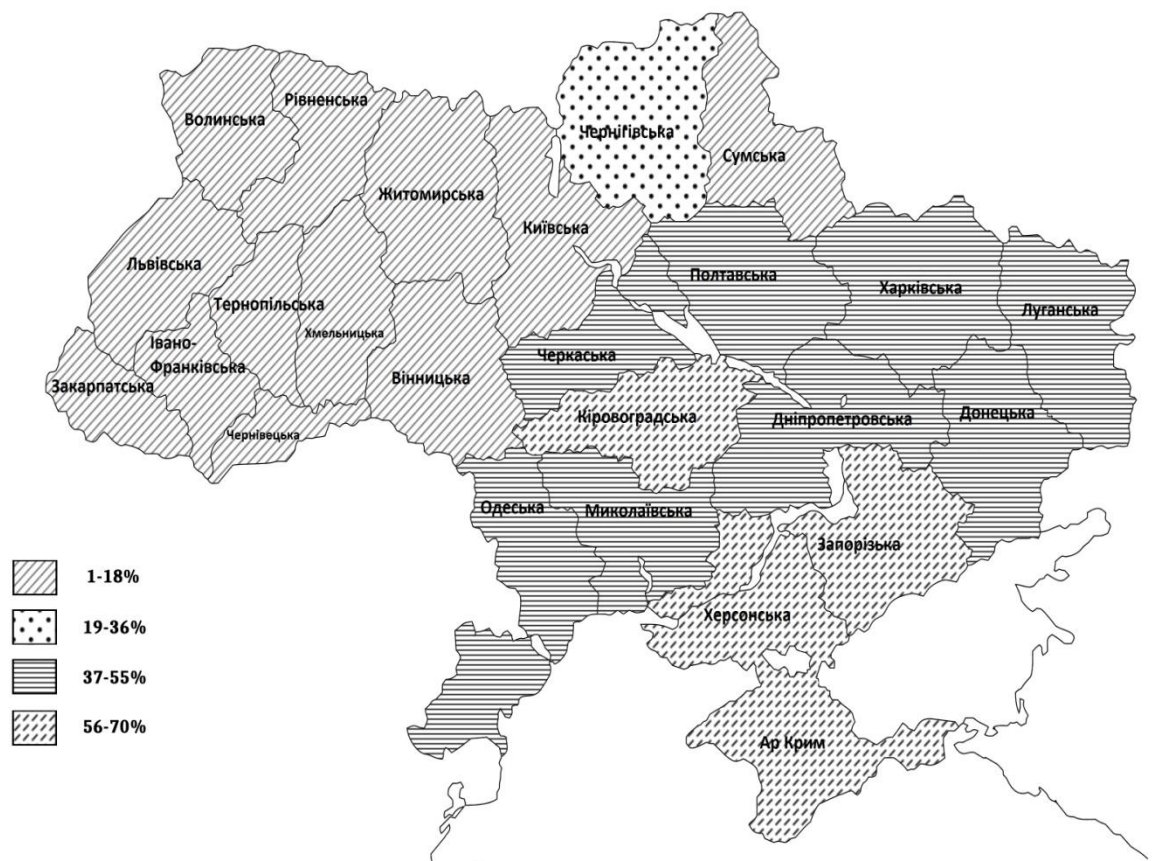 Волинська
Рівненська
Чернігівська
Сумська
Житомирська
Київська
Львівська
Тернопільська
Хмельницька
Полтавська
Харківська
Луганська
Івано-
Франківська
Закарпатська
Вінницька
Черкаська
Кіровоградська
Дніпропетровська
Донецька
Чернівецька
Одеська
Миколаївська
Запорізька
Херсонська
Ар Крим
1-18%
19-36%
37-55%
56-70%